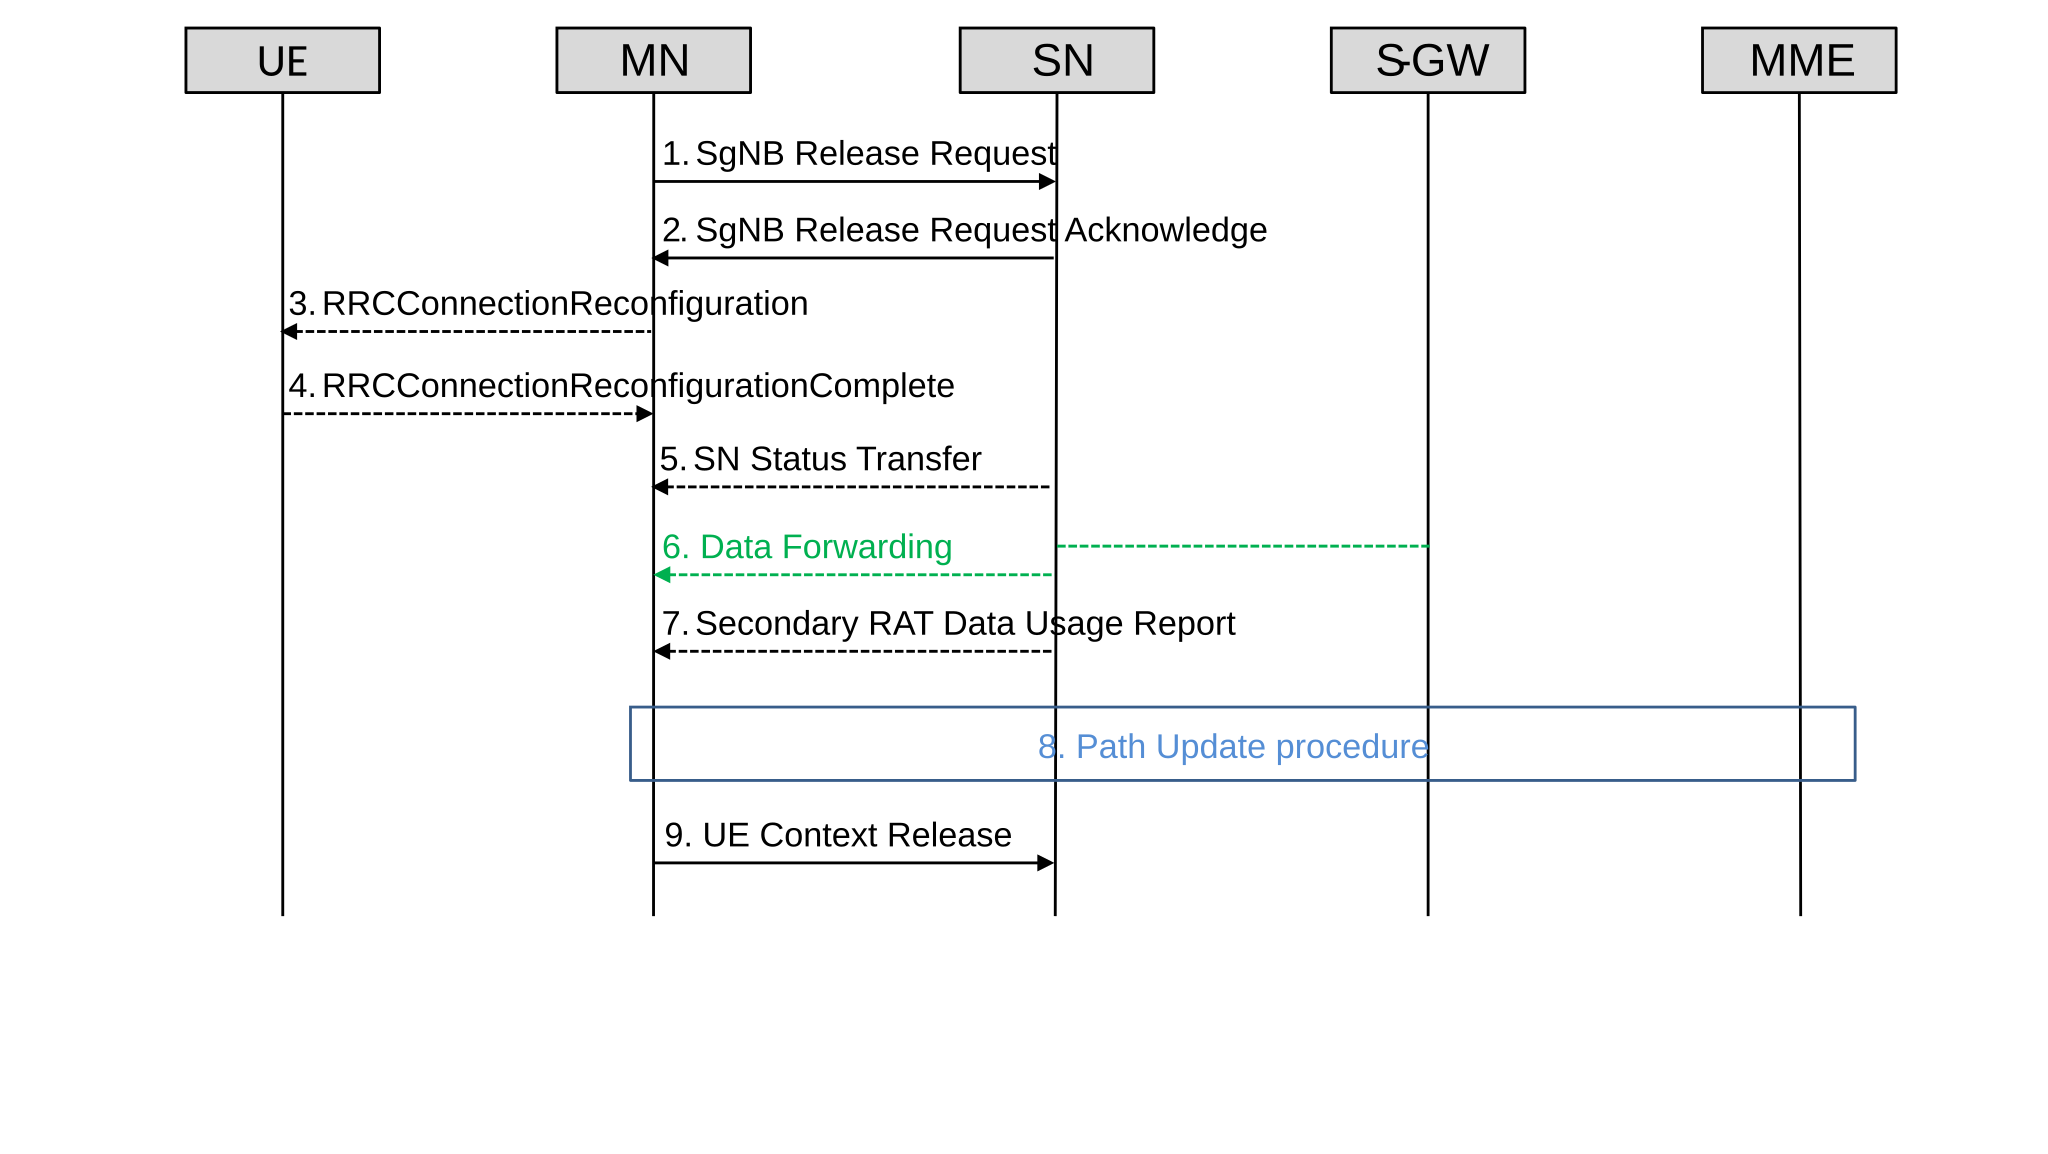 UE
MN
SN
S-GW
MME
1. SgNB Release Request
2. SgNB Release Request Acknowledge
3. RRCConnectionReconfiguration
4. RRCConnectionReconfigurationComplete
5. SN Status Transfer
6. Data Forwarding
7. Secondary RAT Data Usage Report
8. Path Update procedure
9. UE Context Release